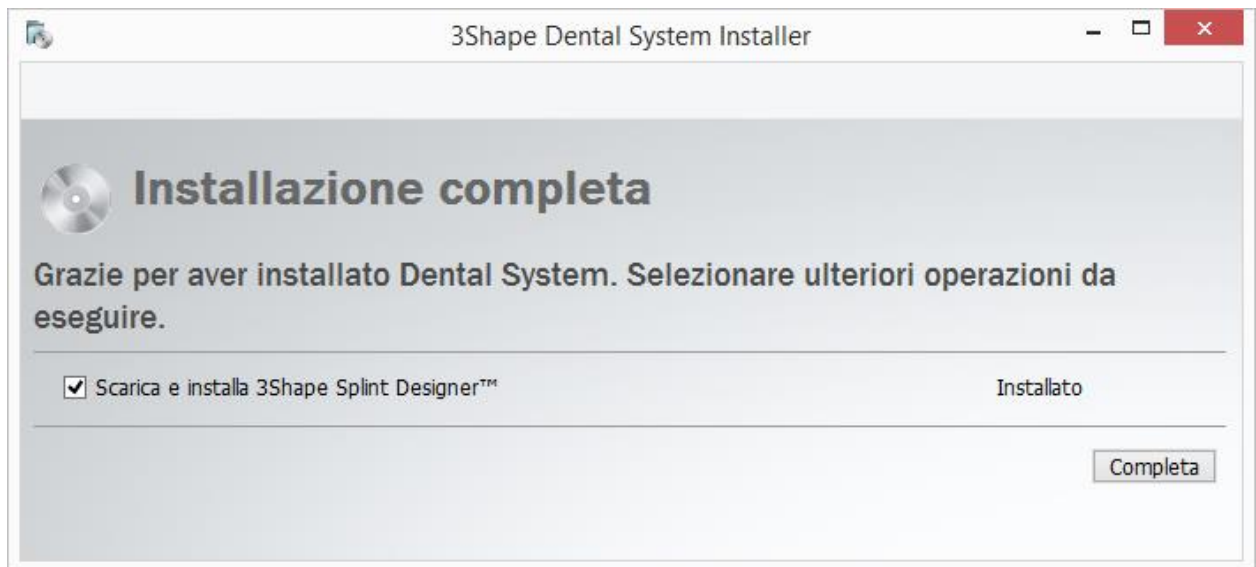 3Shape Dental System Installer
Installazione completa
Grazie per aver installato Dental System. Selezionare ulteriori operazioni da
eseguire.
Scarica e installa 3Shape Splint Designer™ Installato
Completa